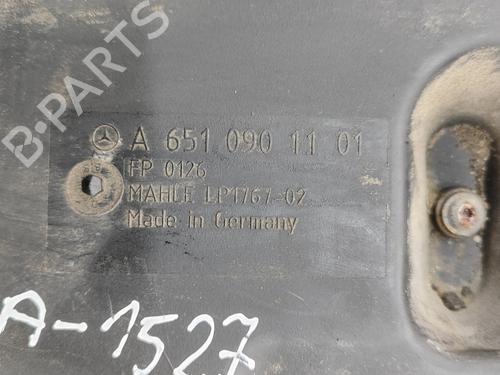 B-PARTS
A 651 090 11 01
FP 0126
MAHLE LP1767-02
Made in Germany
A-1527